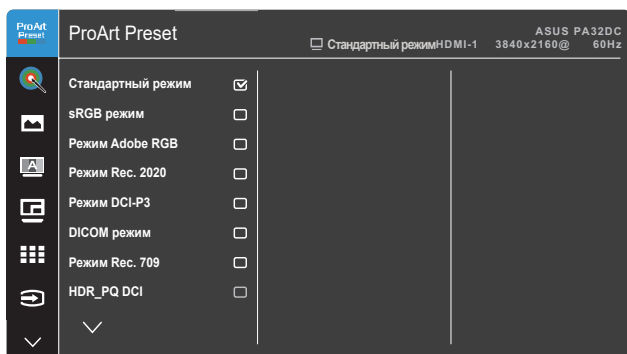 ProArt
Preset
ProArt Preset
Стандартный режим HDMI-1
ASUS PA32DC
3840x2160@ 60Hz
Стандартный режим
sRGB режим
Режим Adobe RGB
A
Режим Rec. 2020
Режим DCI-P3
DICOM режим
Режим Rec. 709
HDR_PQ DCI